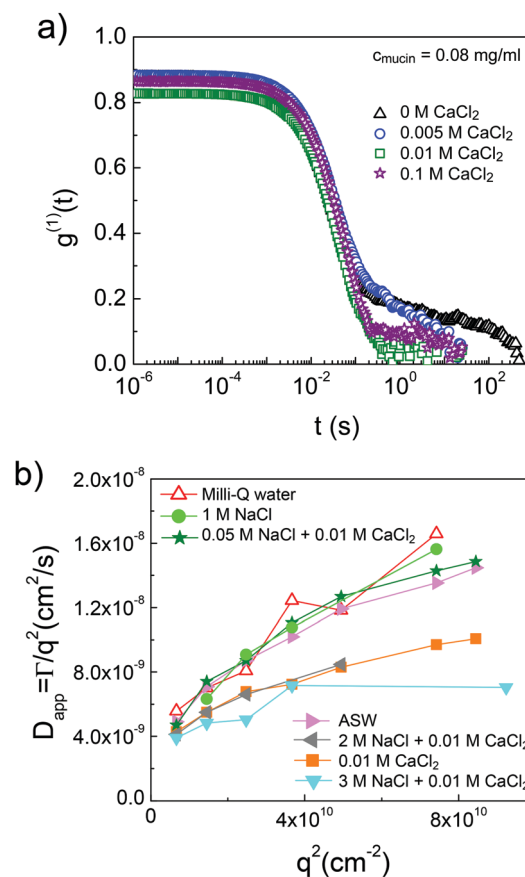 a)
1.0
0.8
0.6
0.4
0.2
0.0
g⁽¹⁾(t)
cmucin = 0.08 mg/ml
0 M CaCl₂
0.005 M CaCl₂
0.01 M CaCl₂
0.1 M CaCl₂
10⁻⁶ 10⁻⁴ 10⁻² 10⁰ 10²
t (s)
b)
2.0x10⁻⁸
1.6x10⁻⁸
1.2x10⁻⁸
8.0x10⁻⁹
4.0x10⁻⁹
0.0
Dapp=Γ/q²(cm²/s)
Milli-Q water
1 M NaCl
0.05 M NaCl + 0.01 M CaCl₂
ASW
2 M NaCl + 0.01 M CaCl₂
0.01 M CaCl₂
3 M NaCl + 0.01 M CaCl₂
0 4x10¹⁰ 8x10¹⁰
q²(cm⁻²)